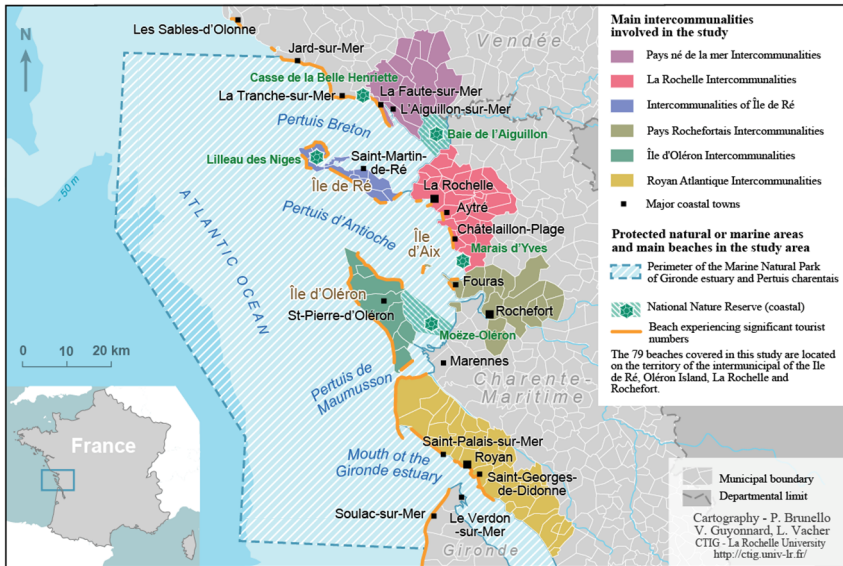 Les Sables-d'Olonne
N
Jard-sur-Mer
Vendée
Casse de la Belle Henriette
La Faute-sur-Mer
La Tranche-sur-Mer
L'Aiguillon-sur-Mer
Pertuis Breton
Baie de l'Aiguillon
Lilleau des Niges
Saint-Martin-
de-Ré
- 50 m
Île de Ré
La Rochelle
Aytré
Pertuis d'Antioche
Châtelaillon-Plage
Île
d'Aix
Marais d'Yves
ATLANTIC OCEAN
Fouras
Île d'Oléron
St-Pierre-d'Oléron
Rochefort
Moëze-Oléron
0 10 20 km
Marennes
Pertuis de
Maumusson
Charente-
Maritime
France
Saint-Palais-sur-Mer
Mouth ot the
Gironde estuary
Royan
Saint-Georges-
de-Didonne
Soulac-sur-Mer
Le Verdon
-sur-Mer
Gironde
Main intercommunalities
involved in the study
Pays né de la mer Intercommunalities
La Rochelle Intercommunalities
Intercommunalities of Île de Ré
Pays Rochefortais Intercommunalities
Île d'Oléron Intercommunalities
Royan Atlantique Intercommunalities
Major coastal towns
Protected natural or marine areas
and main beaches in the study area
Perimeter of the Marine Natural Park
of Gironde estuary and Pertuis charentais
National Nature Reserve (coastal)
Beach experiencing significant tourist
numbers
The 79 beaches covered in this study are located
on the territory of the intermunicipal of the Ile
de Ré, Oléron Island, La Rochelle and
Rochefort.
Municipal boundary
Departmental limit
Cartography - P. Brunello
V. Guyonnard, L. Vacher
CTIG - La Rochelle University
http://ctig.univ-lr.fr/